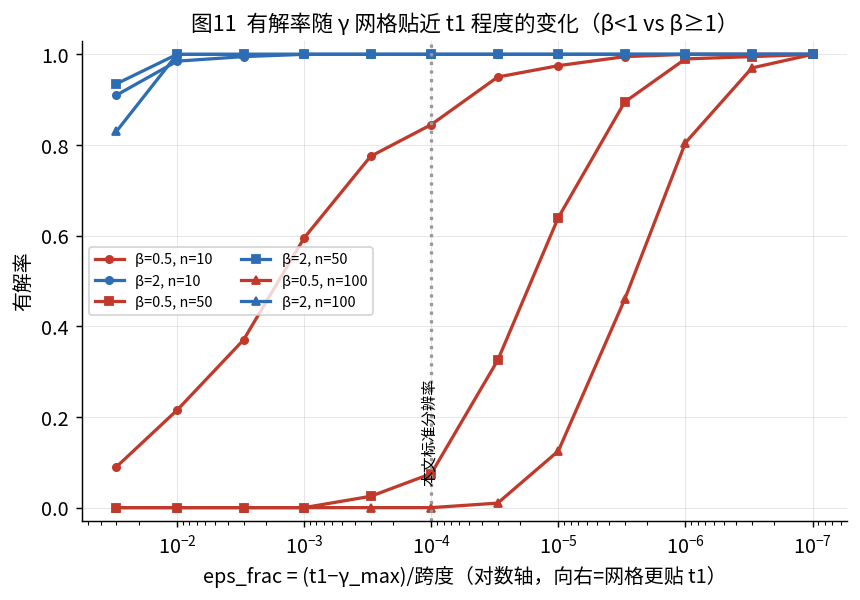 图11 有解率随 γ 网格贴近 t1 程度的变化（β<1 vs β≥1）
有解率
1.0
0.8
0.6
0.4
0.2
0.0
β=0.5, n=10
β=2, n=10
β=0.5, n=50
β=2, n=50
β=0.5, n=100
β=2, n=100
本文标准分辨率
10⁻² 10⁻³ 10⁻⁴ 10⁻⁵ 10⁻⁶ 10⁻⁷
eps_frac = (t1−γ_max)/跨度（对数轴，向右=网格更贴 t1）